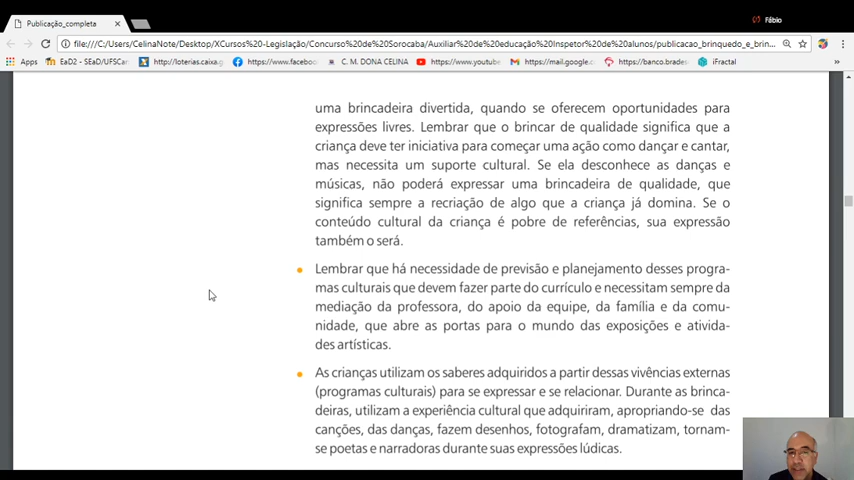 Publicação_completa
Fábio
file:///C:/Users/CelinaNote/Desktop/XCursos%20-Legislação/Concurso%20de%20Sorocaba/Auxiliar%20de%20educação%20Inspetor%20de%20alunos/publicacao_brinquedo_e_brin...
Apps EaD2 - SEaD/UFSCar http://loterias.caixa.g https://www.faceboo C. M. DONA CELINA https://www.youtube https://mail.google.c https://banco.brades iFractal »
uma brincadeira divertida, quando se oferecem oportunidades para
expressões livres. Lembrar que o brincar de qualidade significa que a
criança deve ter iniciativa para começar uma ação como dançar e cantar,
mas necessita um suporte cultural. Se ela desconhece as danças e
músicas, não poderá expressar uma brincadeira de qualidade, que
significa sempre a recriação de algo que a criança já domina. Se o
conteúdo cultural da criança é pobre de referências, sua expressão
também o será.
• Lembrar que há necessidade de previsão e planejamento desses progra-
mas culturais que devem fazer parte do currículo e necessitam sempre da
mediação da professora, do apoio da equipe, da família e da comu-
nidade, que abre as portas para o mundo das exposições e ativida-
des artísticas.
• As crianças utilizam os saberes adquiridos a partir dessas vivências externas
(programas culturais) para se expressar e se relacionar. Durante as brinca-
deiras, utilizam a experiência cultural que adquiriram, apropriando-se das
canções, das danças, fazem desenhos, fotografam, dramatizam, tornam-
se poetas e narradoras durante suas expressões lúdicas.